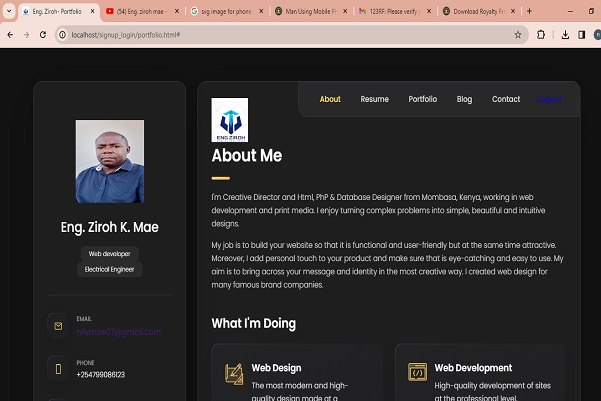 Eng. Ziroh - Portfolio
(54) Eng. ziroh mae -
svg image for phone
Man Using Mobile Ph
123RF: Please verify y
Download Royalty Fr
localhost/signup_login/portfolio.html#
About Resume Portfolio Blog Contact Logout
ENG ZIROH
About Me
I'm Creative Director and Html, PhP & Database Designer from Mombasa, Kenya, working in web
development and print media. I enjoy turning complex problems into simple, beautiful and intuitive
designs.
My job is to build your website so that it is functional and user-friendly but at the same time attractive.
Moreover, I add personal touch to your product and make sure that is eye-catching and easy to use. My
aim is to bring across your message and identity in the most creative way. I created web design for
many famous brand companies.
Eng. Ziroh K. Mae
Web developer
Electrical Engineer
EMAIL
PHONE
+254799086123
What I'm Doing
Web Design
The most modern and high-
quality design made at a
Web Development
High-quality development of sites
at the professional level.